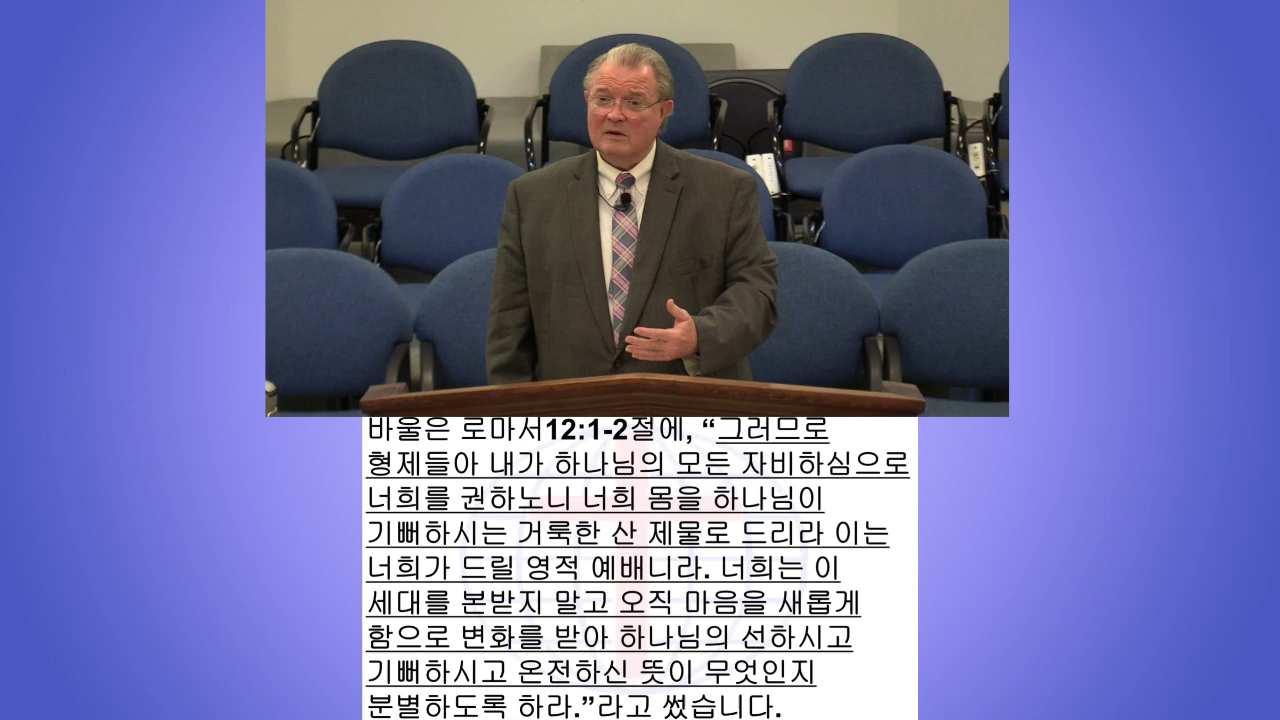 바울은 로마서12:1-2절에, “그러므로
형제들아 내가 하나님의 모든 자비하심으로
너희를 권하노니 너희 몸을 하나님이
기뻐하시는 거룩한 산 제물로 드리라 이는
너희가 드릴 영적 예배니라. 너희는 이
세대를 본받지 말고 오직 마음을 새롭게
함으로 변화를 받아 하나님의 선하시고
기뻐하시고 온전하신 뜻이 무엇인지
분별하도록 하라.”라고 썼습니다.